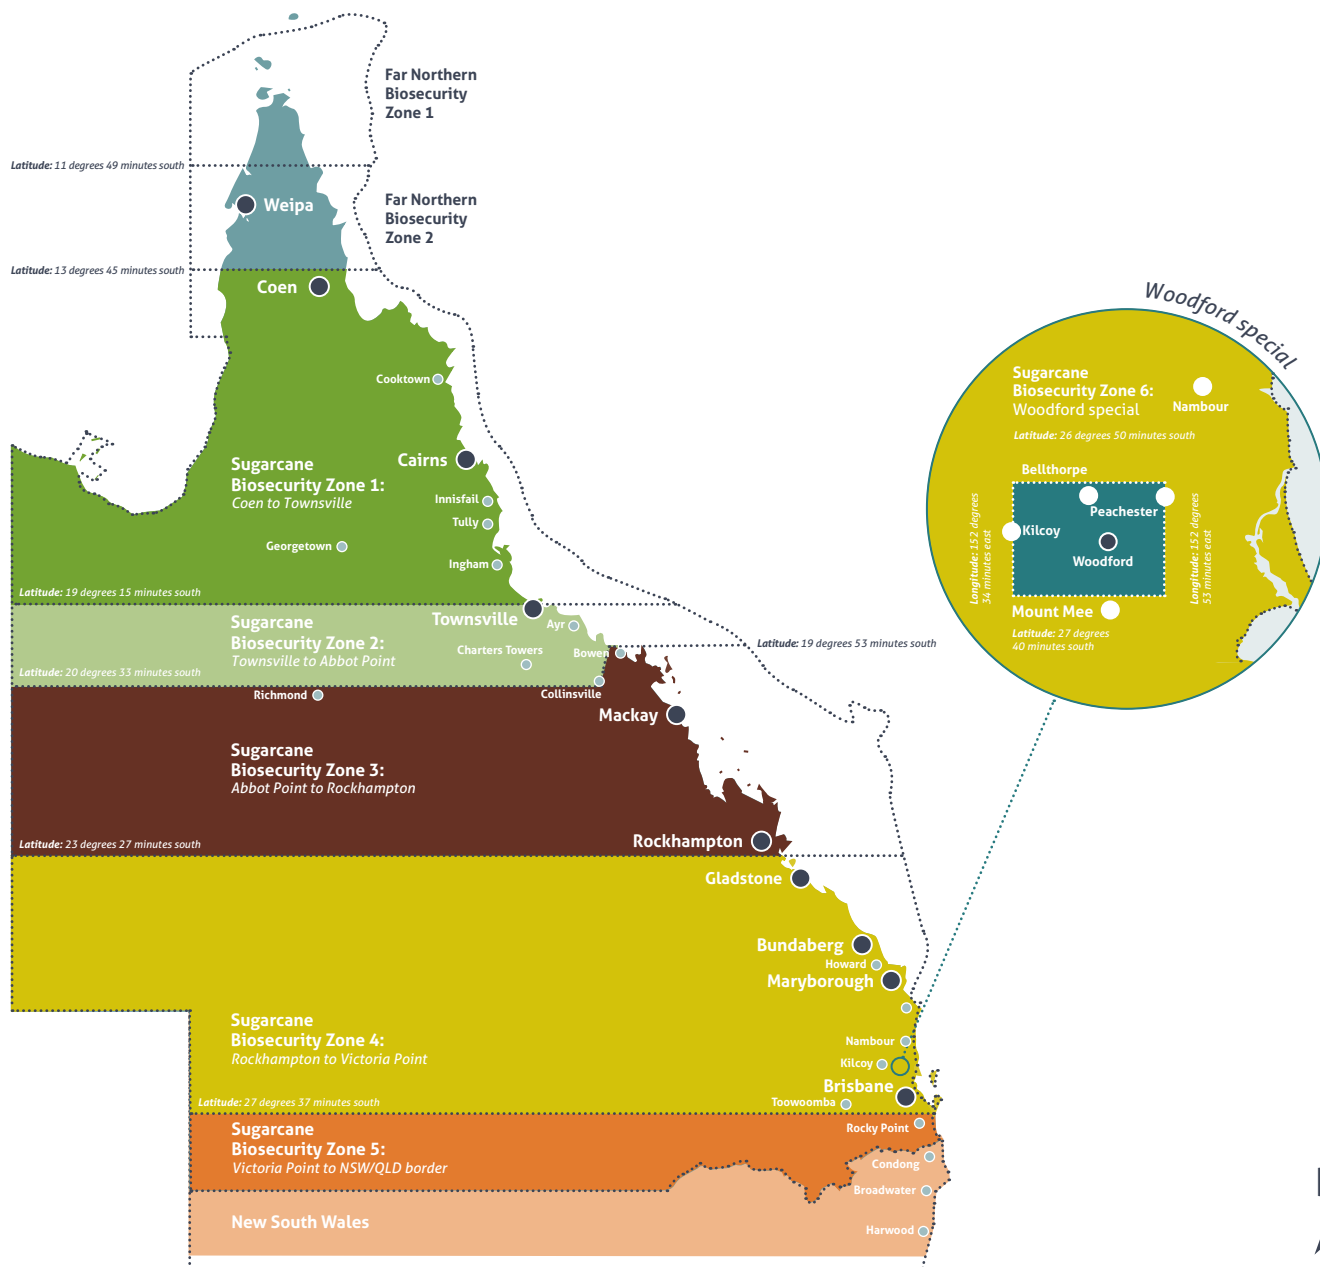 Far Northern
Biosecurity
Zone 1
Latitude: 11 degrees 49 minutes south
Weipa
Far Northern
Biosecurity
Zone 2
Latitude: 13 degrees 45 minutes south
Coen
Cooktown
Cairns
Sugarcane
Biosecurity Zone 1:
Coen to Townsville
Innisfail
Tully
Georgetown
Ingham
Latitude: 19 degrees 15 minutes south
Townsville
Sugarcane
Biosecurity Zone 2:
Townsville to Abbot Point
Ayr
Charters Towers
Bowen
Latitude: 19 degrees 53 minutes south
Latitude: 20 degrees 33 minutes south
Collinsville
Richmond
Mackay
Sugarcane
Biosecurity Zone 3:
Abbot Point to Rockhampton
Rockhampton
Latitude: 23 degrees 27 minutes south
Gladstone
Bundaberg
Howard
Maryborough
Sugarcane
Biosecurity Zone 4:
Rockhampton to Victoria Point
Nambour
Kilcoy
Brisbane
Toowoomba
Latitude: 27 degrees 37 minutes south
Sugarcane
Biosecurity Zone 5:
Victoria Point to NSW/QLD border
Rocky Point
Condong
Broadwater
New South Wales
Harwood
Woodford special
Sugarcane
Biosecurity Zone 6:
Woodford special
Nambour
Latitude: 26 degrees 50 minutes south
Bellthorpe
Peachester
Kilcoy
Woodford
Longitude: 152 degrees
34 minutes east
Longitude: 152 degrees
53 minutes east
Mount Mee
Latitude: 27 degrees
40 minutes south